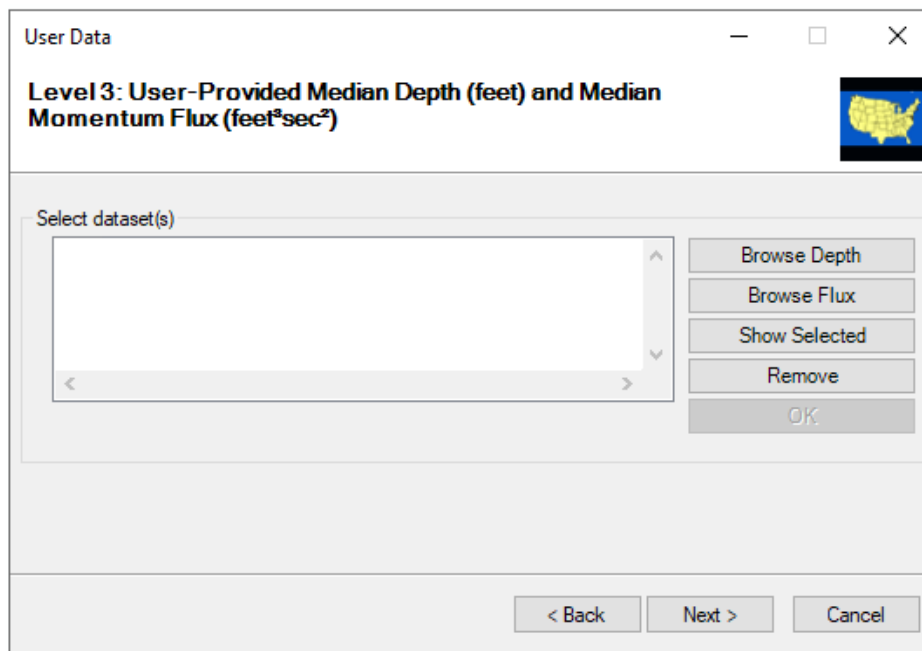 User Data
Level 3: User-Provided Median Depth (feet) and Median
Momentum Flux (feet³sec²)
Select dataset(s)
Browse Depth
Browse Flux
Show Selected
Remove
OK
< Back
Next >
Cancel